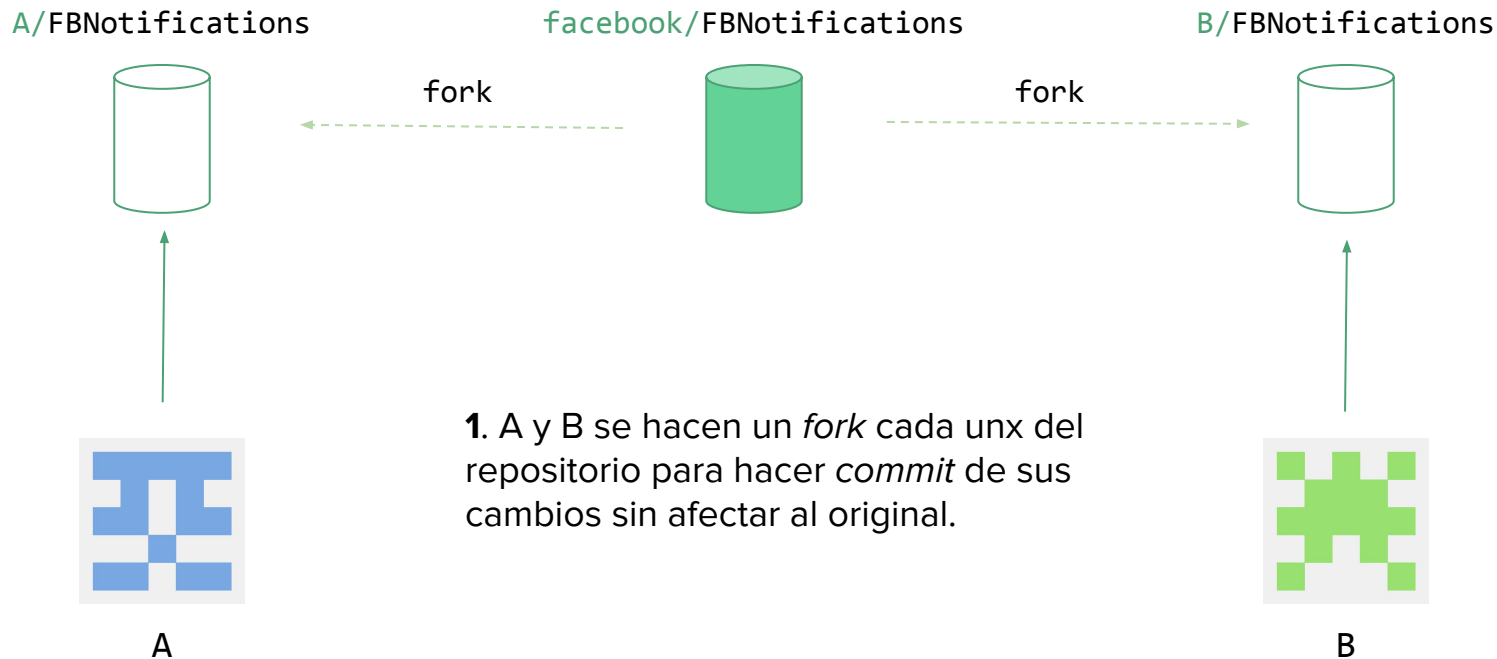 A/FBNotifications
facebook/FBNotifications
B/FBNotifications
fork
fork
1. A y B se hacen un fork cada unx del
repositorio para hacer commit de sus
cambios sin afectar al original.
A
B